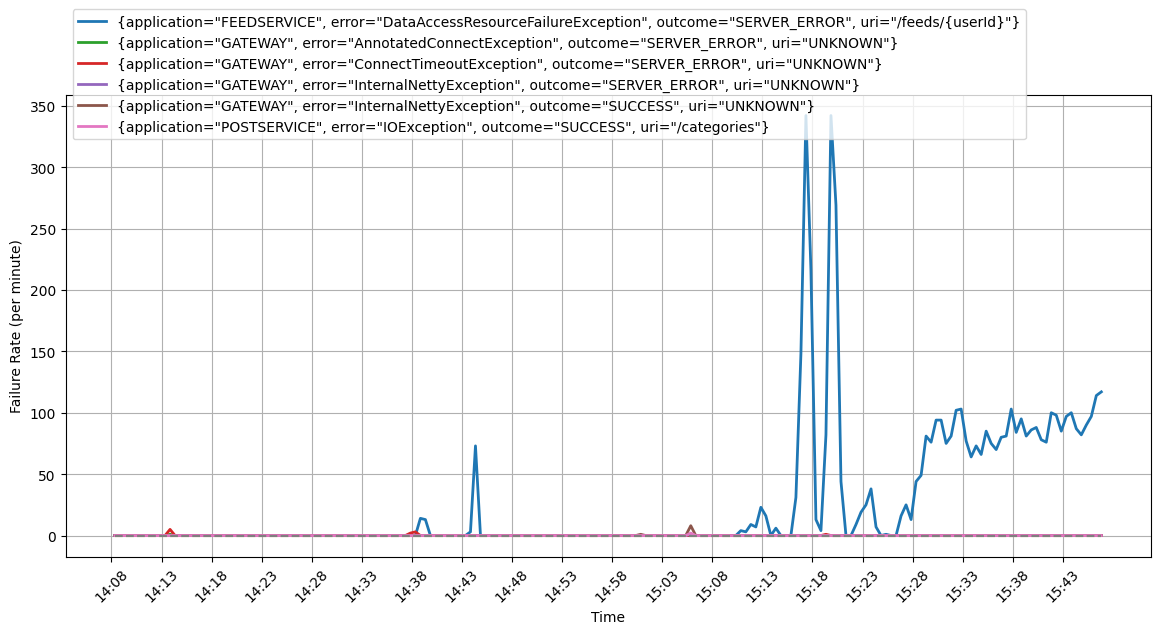 {application="FEEDSERVICE", error="DataAccessResourceFailureException", outcome="SERVER_ERROR", uri="/feeds/{userId}"}
{application="GATEWAY", error="AnnotatedConnectException", outcome="SERVER_ERROR", uri="UNKNOWN"}
{application="GATEWAY", error="ConnectTimeoutException", outcome="SERVER_ERROR", uri="UNKNOWN"}
{application="GATEWAY", error="InternalNettyException", outcome="SERVER_ERROR", uri="UNKNOWN"}
{application="GATEWAY", error="InternalNettyException", outcome="SUCCESS", uri="UNKNOWN"}
{application="POSTSERVICE", error="IOException", outcome="SUCCESS", uri="/categories"}
Failure Rate (per minute)
350
300
250
200
150
100
50
0
14:08 14:13 14:18 14:23 14:28 14:33 14:38 14:43 14:48 14:53 14:58 15:03 15:08 15:13 15:18 15:23 15:28 15:33 15:38 15:43
Time